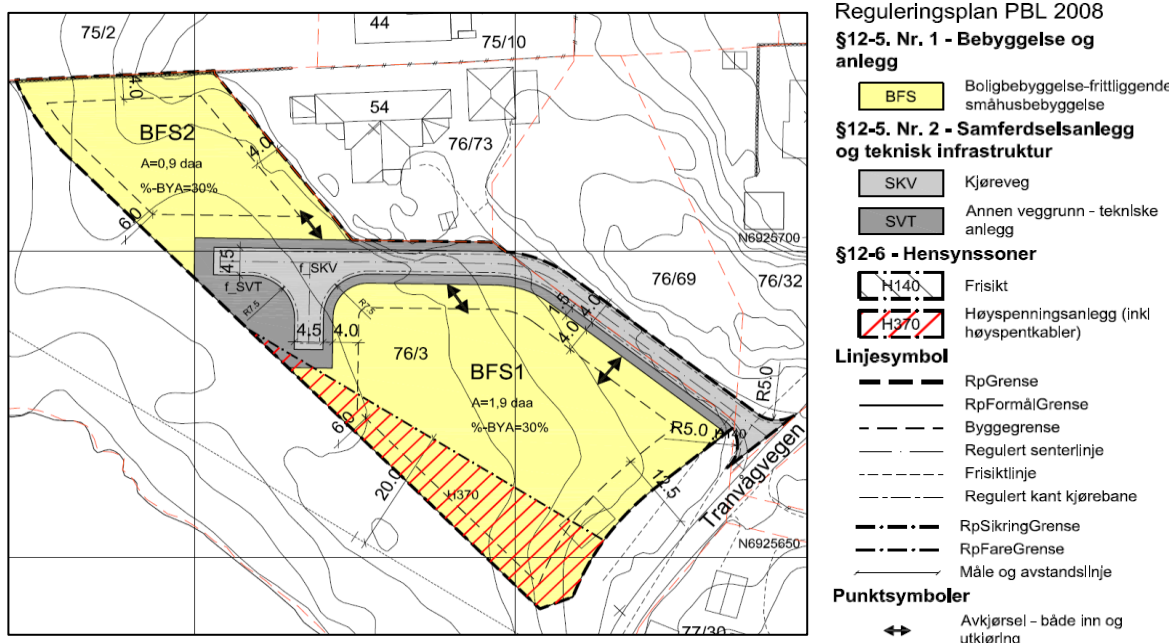 75/2
44
75/10
4.0
54
BFS2
A=0,9 daa
%-BYA=30%
4.0
76/73
6.0
N6925700
4.5
f_SKV
f_SVT
R7.5
R7.5
76/69
76/32
4.5
4.0
1.5
4.0
4.0
76/3
BFS1
A=1,9 daa
%-BYA=30%
R5.0
R5.0
H140
6.0
20.0
H370
12.5
Tranvågvegen
N6925650
77/30
Reguleringsplan PBL 2008
§12-5. Nr. 1 - Bebyggelse og
anlegg
BFS
Boligbebyggelse-frittliggende
småhusbebyggelse
§12-5. Nr. 2 - Samferdselsanlegg
og teknisk infrastruktur
SKV
Kjøreveg
SVT
Annen veggrunn - tekniske
anlegg
§12-6 - Hensynssoner
H140
Frisikt
H370
Høyspenningsanlegg (inkl
høyspentkabler)
Linjesymbol
RpGrense
RpFormålGrense
Byggegrense
Regulert senterlinje
Frisiktlinje
Regulert kant kjørebane
RpSikringGrense
RpFareGrense
Måle og avstandslinje
Punktsymboler
Avkjørsel - både inn og
utkjøring